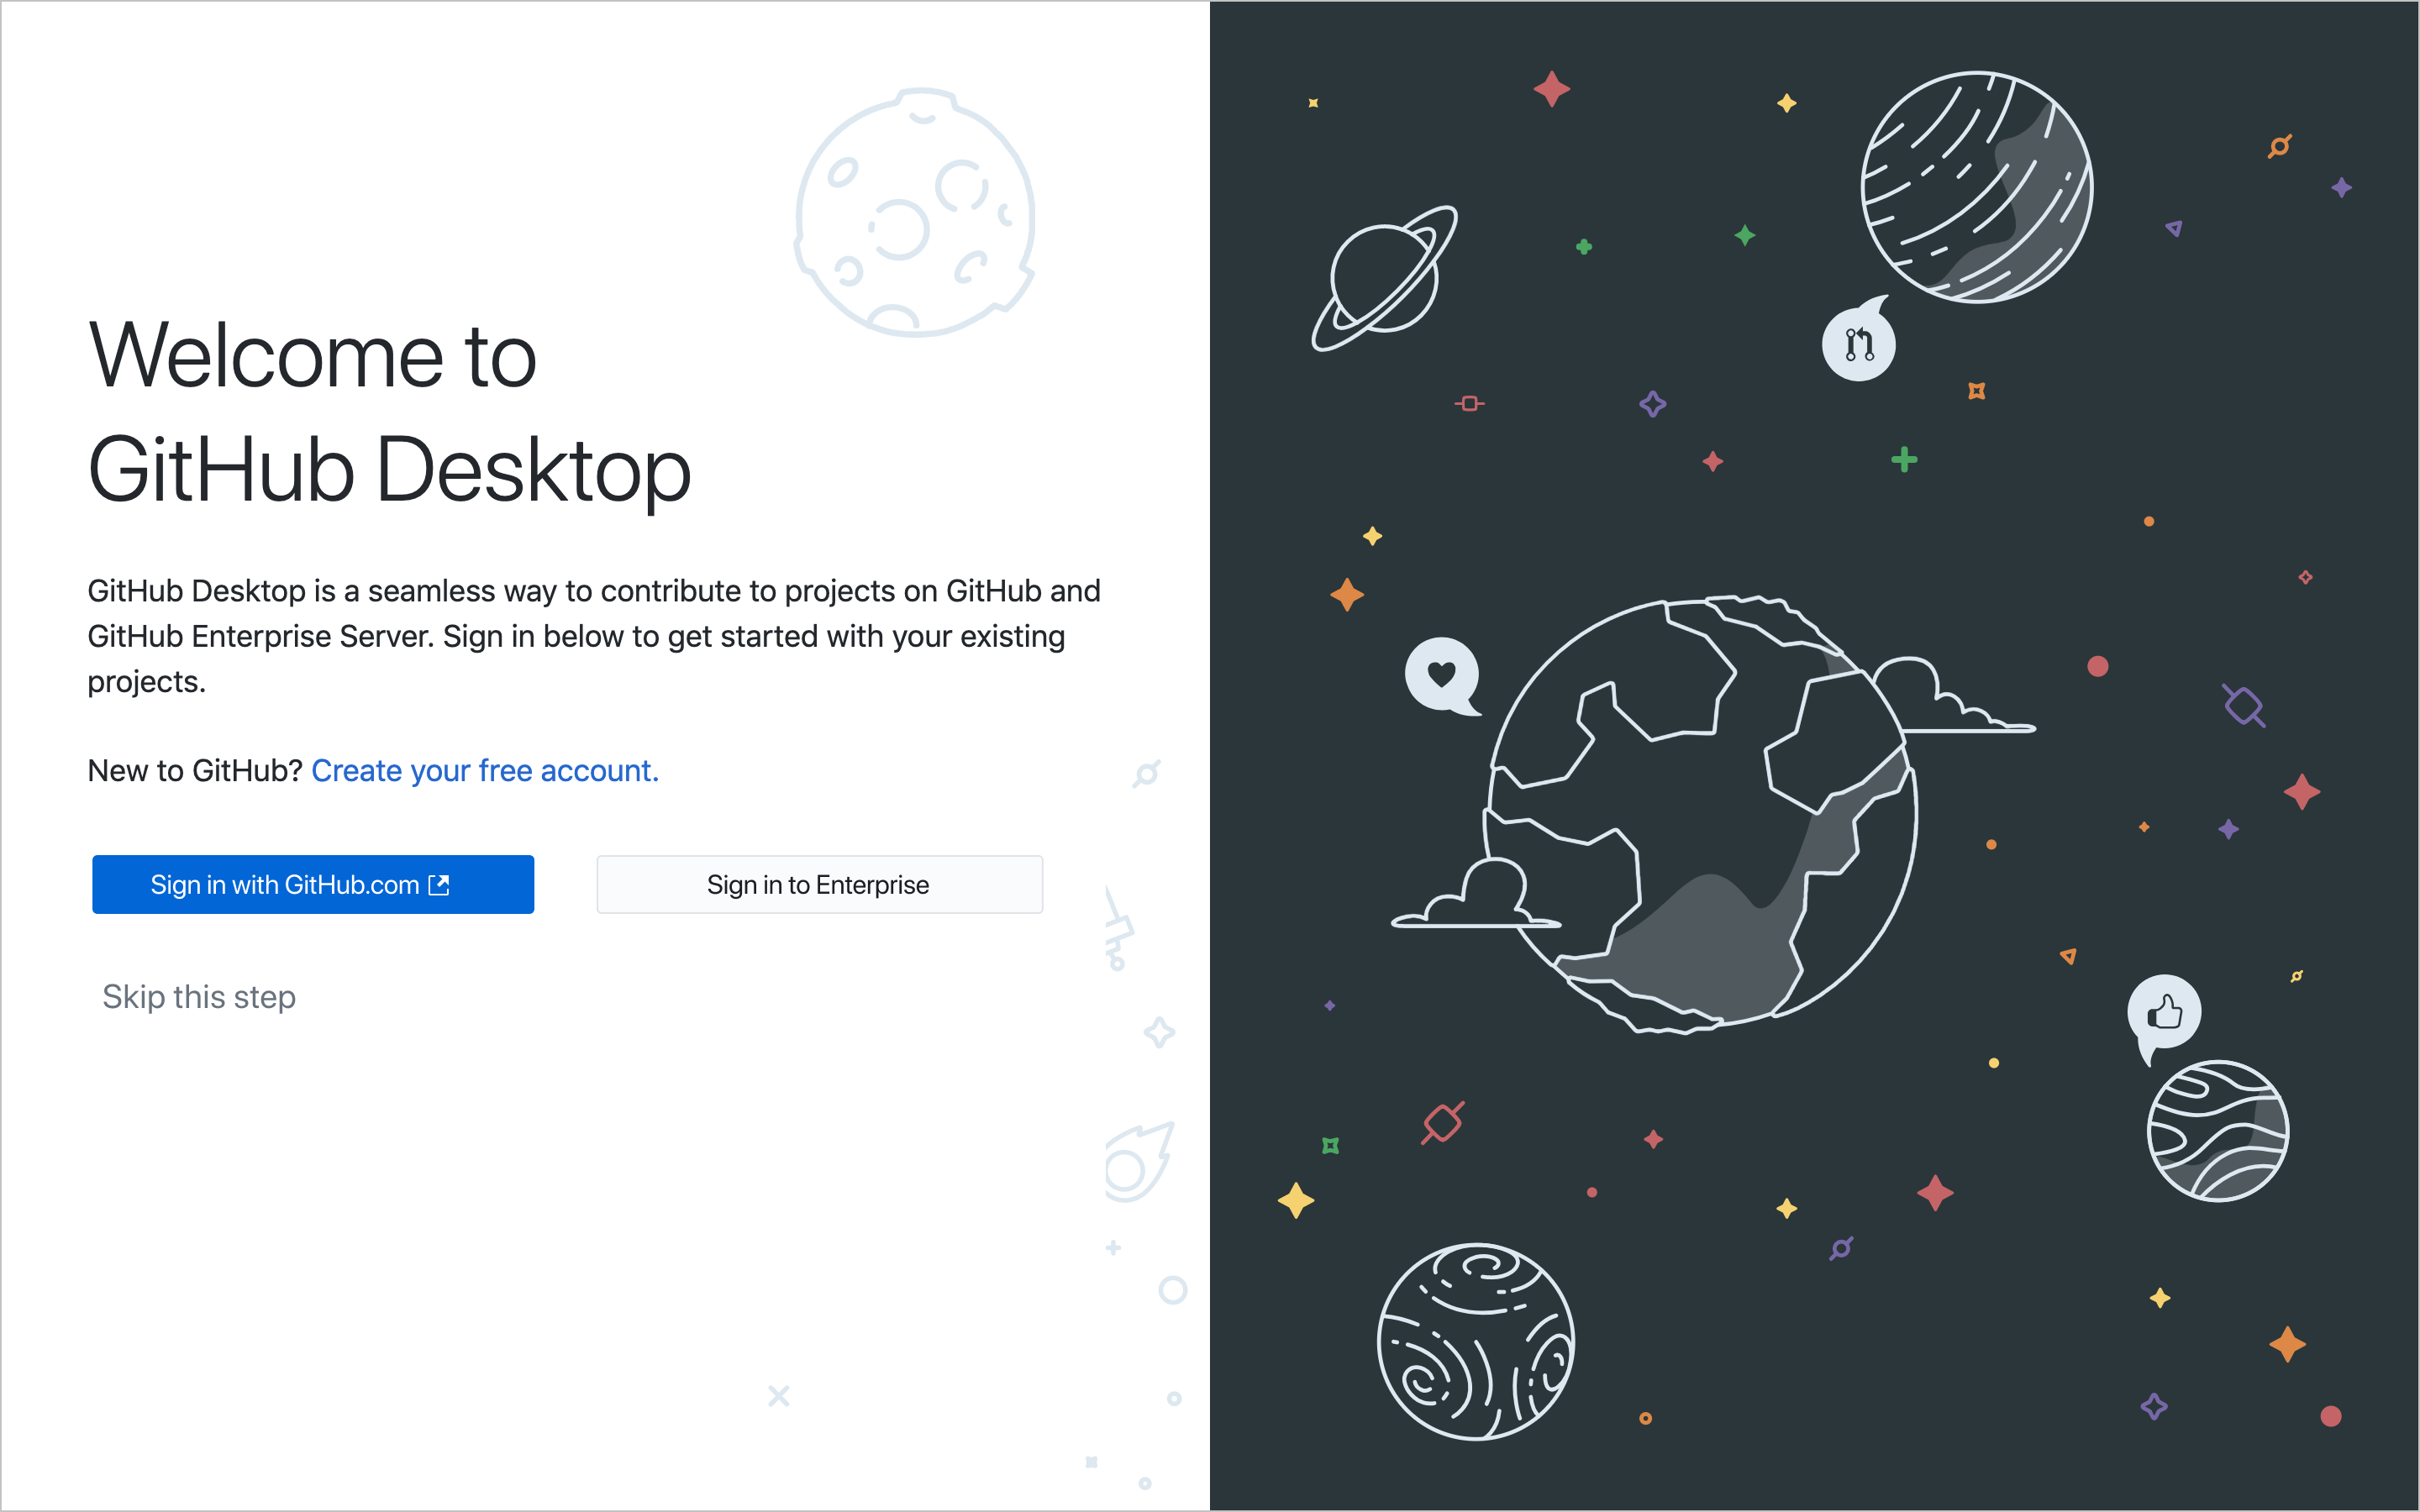 Welcome to
GitHub Desktop
GitHub Desktop is a seamless way to contribute to projects on GitHub and
GitHub Enterprise Server. Sign in below to get started with your existing
projects.
New to GitHub? Create your free account.
Sign in with GitHub.com
Sign in to Enterprise
Skip this step